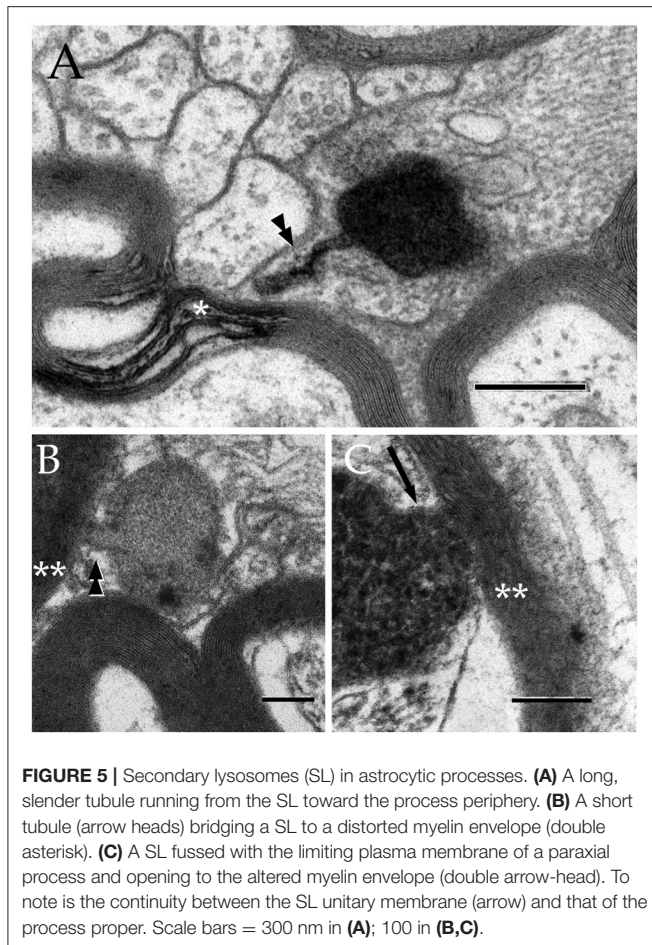 A
*
B
**
C
**
FIGURE 5 | Secondary lysosomes (SL) in astrocytic processes. (A) A long,
slender tubule running from the SL toward the process periphery. (B) A short
tubule (arrow heads) bridging a SL to a distorted myelin envelope (double
asterisk). (C) A SL fussed with the limiting plasma membrane of a paraxial
process and opening to the altered myelin envelope (double arrow-head). To
note is the continuity between the SL unitary membrane (arrow) and that of the
process proper. Scale bars = 300 nm in (A); 100 in (B,C).